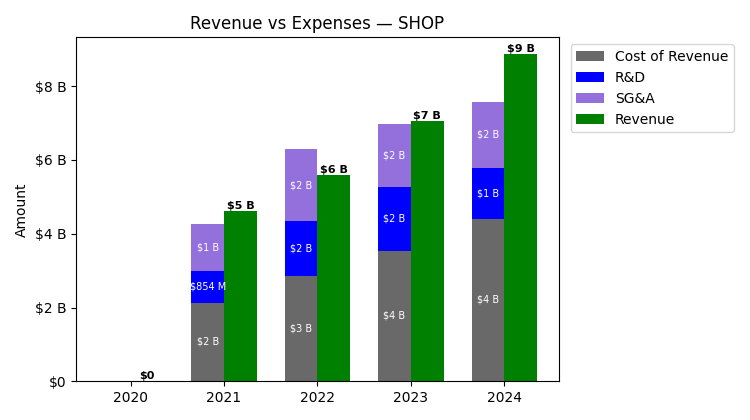 Revenue vs Expenses — SHOP
Amount
$8 B
$6 B
$4 B
$2 B
$0
2020
2021
2022
2023
2024
$0
$5 B
$1 B
$854 M
$2 B
$6 B
$2 B
$2 B
$3 B
$7 B
$2 B
$2 B
$4 B
$9 B
$2 B
$1 B
$4 B
Cost of Revenue
R&D
SG&A
Revenue